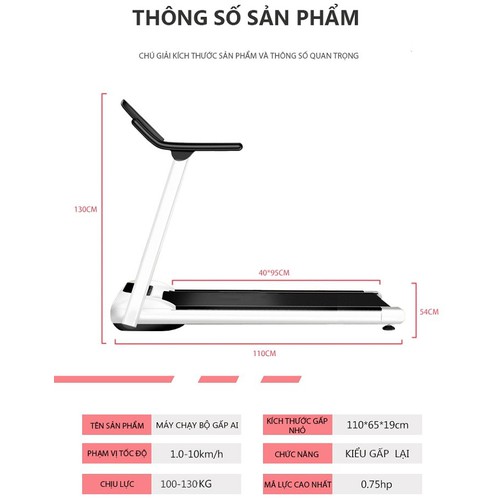 THÔNG SỐ SẢN PHẨM
CHÚ GIẢI KÍCH THƯỚC SẢN PHẨM VÀ THÔNG SỐ QUAN TRỌNG
130CM
40*95CM
54CM
110CM
TÊN SẢN PHẨM
MÁY CHẠY BỘ GẤP AI
KÍCH THƯỚC GẤP
NHỎ
110*65*19cm
PHẠM VỊ TỐC ĐỘ
1.0-10km/h
CHỨC NĂNG
KIỂU GẤP LẠI
CHỊU LỰC
100-130KG
MÃ LỰC CAO NHẤT
0.75hp